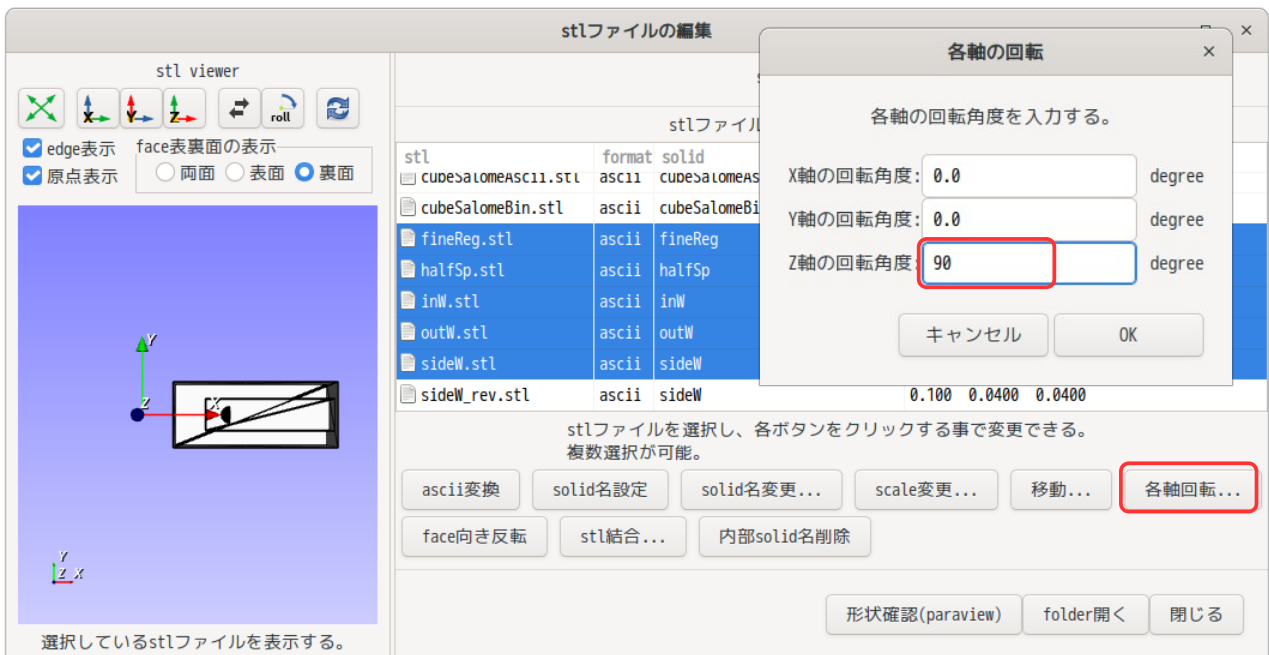 stlファイルの編集
stl viewer
X Y Z roll
edge表示
原点表示
face表裏面の表示
両面 表面 裏面
Y
Z X
Y
Z X
選択しているstlファイルを表示する。
stlファイル
stl format solid
cubeSalomeAscii.stl ascii cubeSalomeAs
cubeSalomeBin.stl ascii cubeSalomeBi
fineReg.stl ascii fineReg
halfSp.stl ascii halfSp
inW.stl ascii inW
outW.stl ascii outW
sideW.stl ascii sideW
sideW_rev.stl ascii sideW 0.100 0.0400 0.0400
stlファイルを選択し、各ボタンをクリックする事で変更できる。
複数選択が可能。
ascii変換 solid名設定 solid名変更... scale変更... 移動... 各軸回転...
face向き反転 stl結合... 内部solid名削除
形状確認(paraview) folder開く 閉じる
各軸の回転 ×
各軸の回転角度を入力する。
X軸の回転角度: 0.0 degree
Y軸の回転角度: 0.0 degree
Z軸の回転角度: 90 degree
キャンセル OK